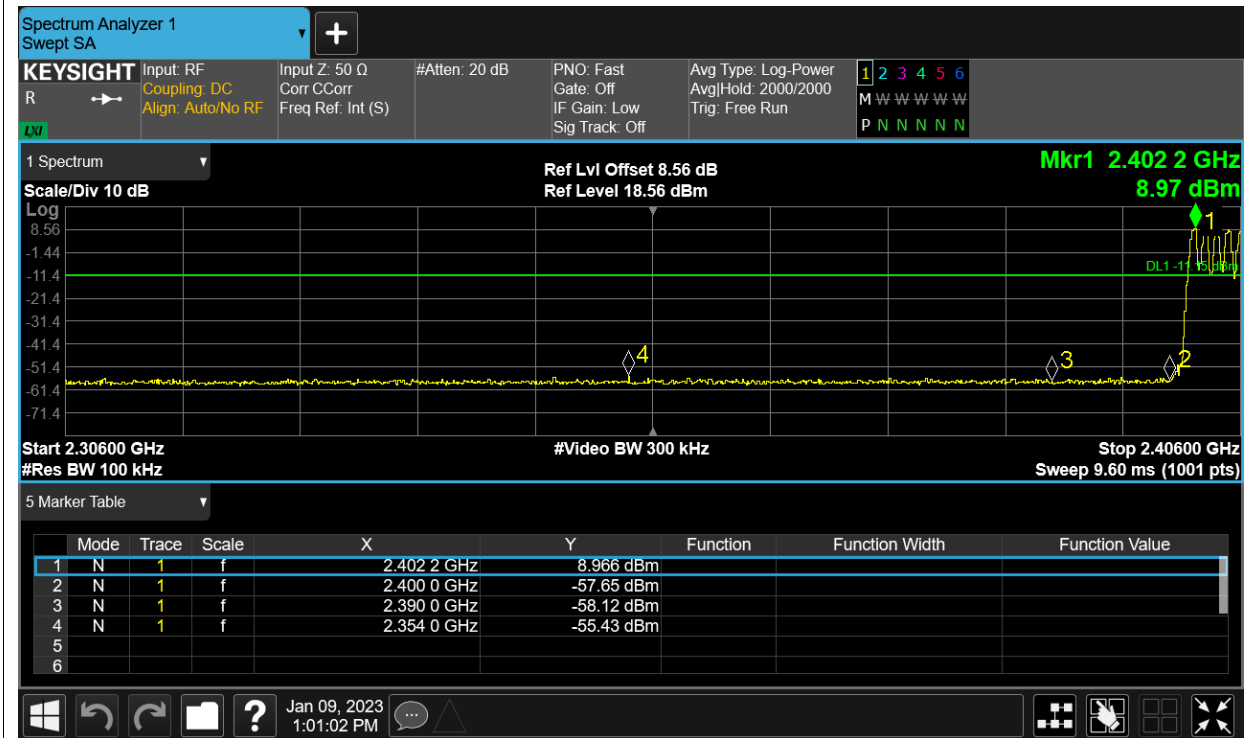 Spectrum Analyzer 1
Swept SA
KEYSIGHT
R
LXI
Input: RF
Coupling: DC
Align: Auto/No RF
Input Z: 50 Ω
Corr CCorr
Freq Ref: Int (S)
#Atten: 20 dB
PNO: Fast
Gate: Off
IF Gain: Low
Sig Track: Off
Avg Type: Log-Power
Avg|Hold: 2000/2000
Trig: Free Run
1 2 3 4 5 6
M W W W W W
P N N N N N
1 Spectrum
Scale/Div 10 dB
Ref Lvl Offset 8.56 dB
Ref Level 18.56 dBm
Mkr1 2.402 2 GHz
8.97 dBm
Log
8.56
-1.44
-11.4
-21.4
-31.4
-41.4
-51.4
-61.4
-71.4
1
DL1 -11.15 dBm
4
3
2
Start 2.30600 GHz
#Res BW 100 kHz
#Video BW 300 kHz
Stop 2.40600 GHz
Sweep 9.60 ms (1001 pts)
5 Marker Table
Mode Trace Scale X Y Function Function Width Function Value
1 N 1 f 2.402 2 GHz 8.966 dBm
2 N 1 f 2.400 0 GHz -57.65 dBm
3 N 1 f 2.390 0 GHz -58.12 dBm
4 N 1 f 2.354 0 GHz -55.43 dBm
5
6
?
Jan 09, 2023
1:01:02 PM